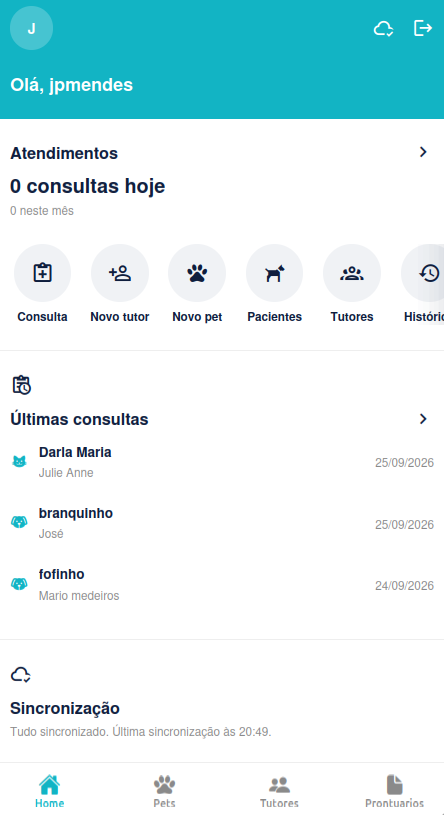 J
Olá, jpmendes
Atendimentos
0 consultas hoje
0 neste mês
Consulta Novo tutor Novo pet Pacientes Tutores Históric
Últimas consultas
Darla Maria
Julie Anne
25/09/2026
branquinho
José
25/09/2026
fofinho
Mario medeiros
24/09/2026
Sincronização
Tudo sincronizado. Última sincronização às 20:49.
Home Pets Tutores Prontuarios